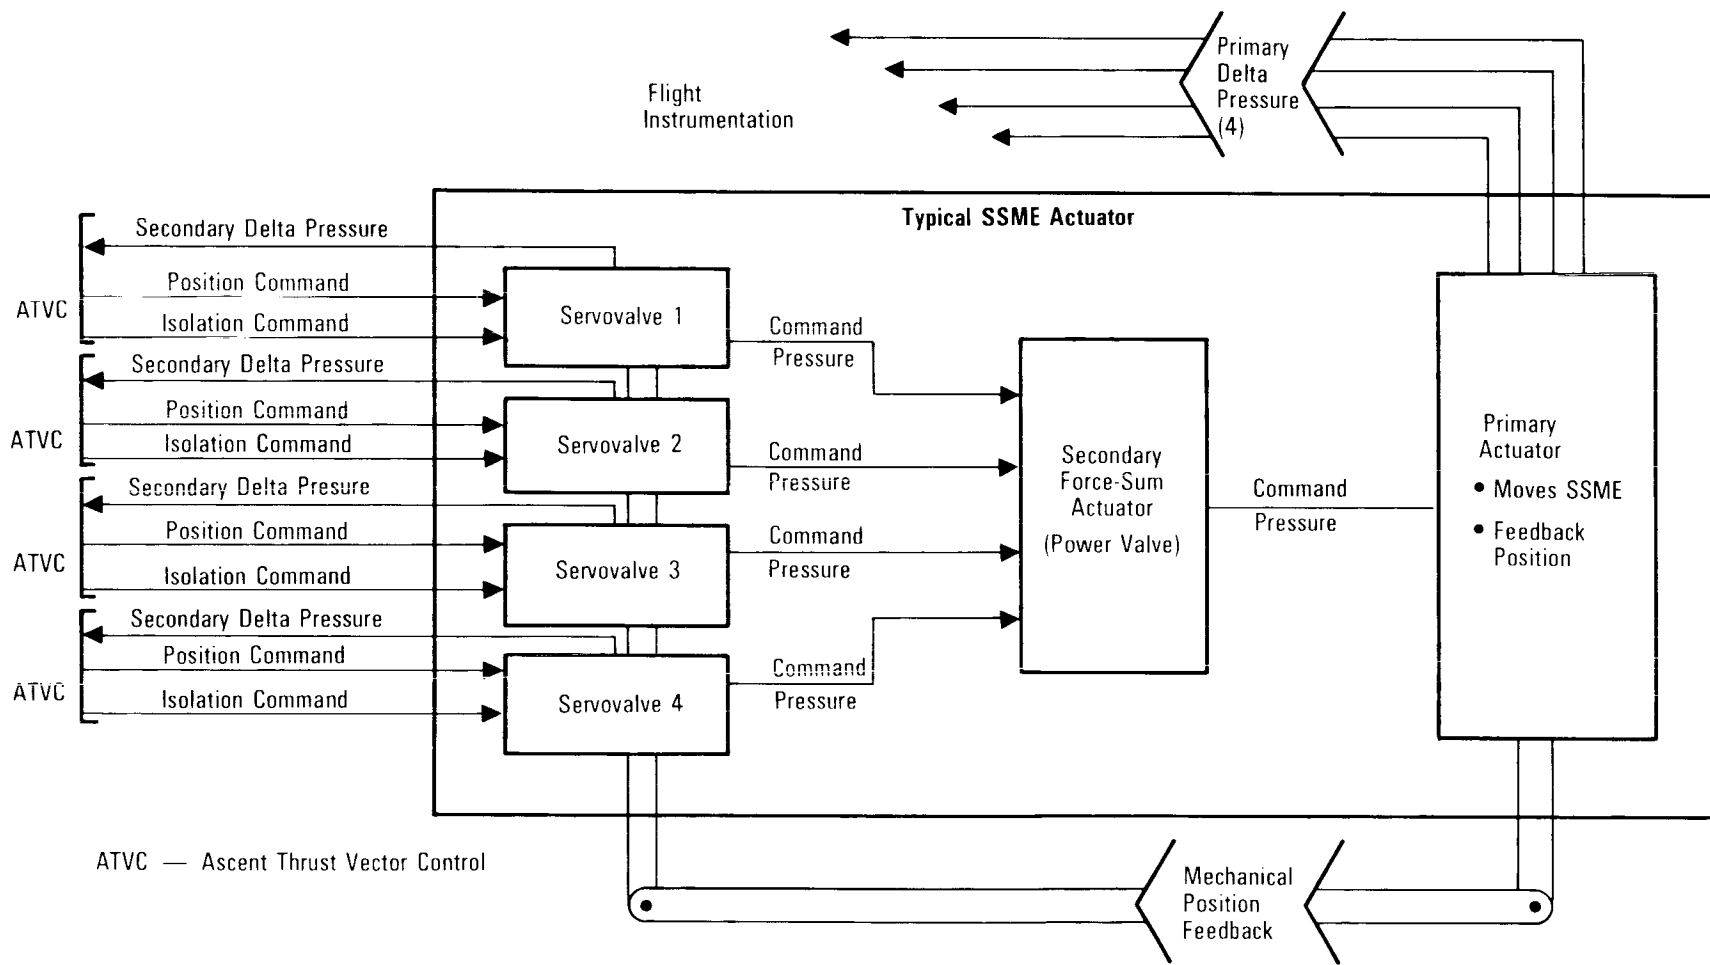 Primary
Delta
Pressure
(4)
Flight
Instrumentation
Typical SSME Actuator
ATVC
Secondary Delta Pressure
Position Command
Isolation Command
Servovalve 1
Command
Pressure
ATVC
Secondary Delta Pressure
Position Command
Isolation Command
Servovalve 2
Command
Pressure
ATVC
Secondary Delta Presure
Position Command
Isolation Command
Servovalve 3
Command
Pressure
ATVC
Secondary Delta Pressure
Position Command
Isolation Command
Servovalve 4
Command
Pressure
Secondary
Force-Sum
Actuator
(Power Valve)
Command
Pressure
Primary
Actuator
• Moves SSME
• Feedback
Position
ATVC — Ascent Thrust Vector Control
Mechanical
Position
Feedback